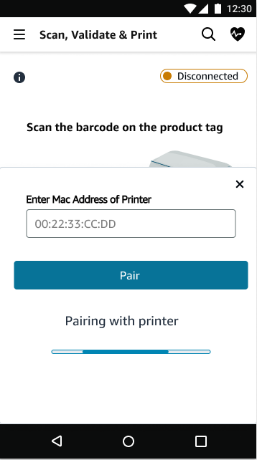 12:30
Scan, Validate & Print
Disconnected
Scan the barcode on the product tag
Enter Mac Address of Printer
00:22:33:CC:DD
Pair
Pairing with printer